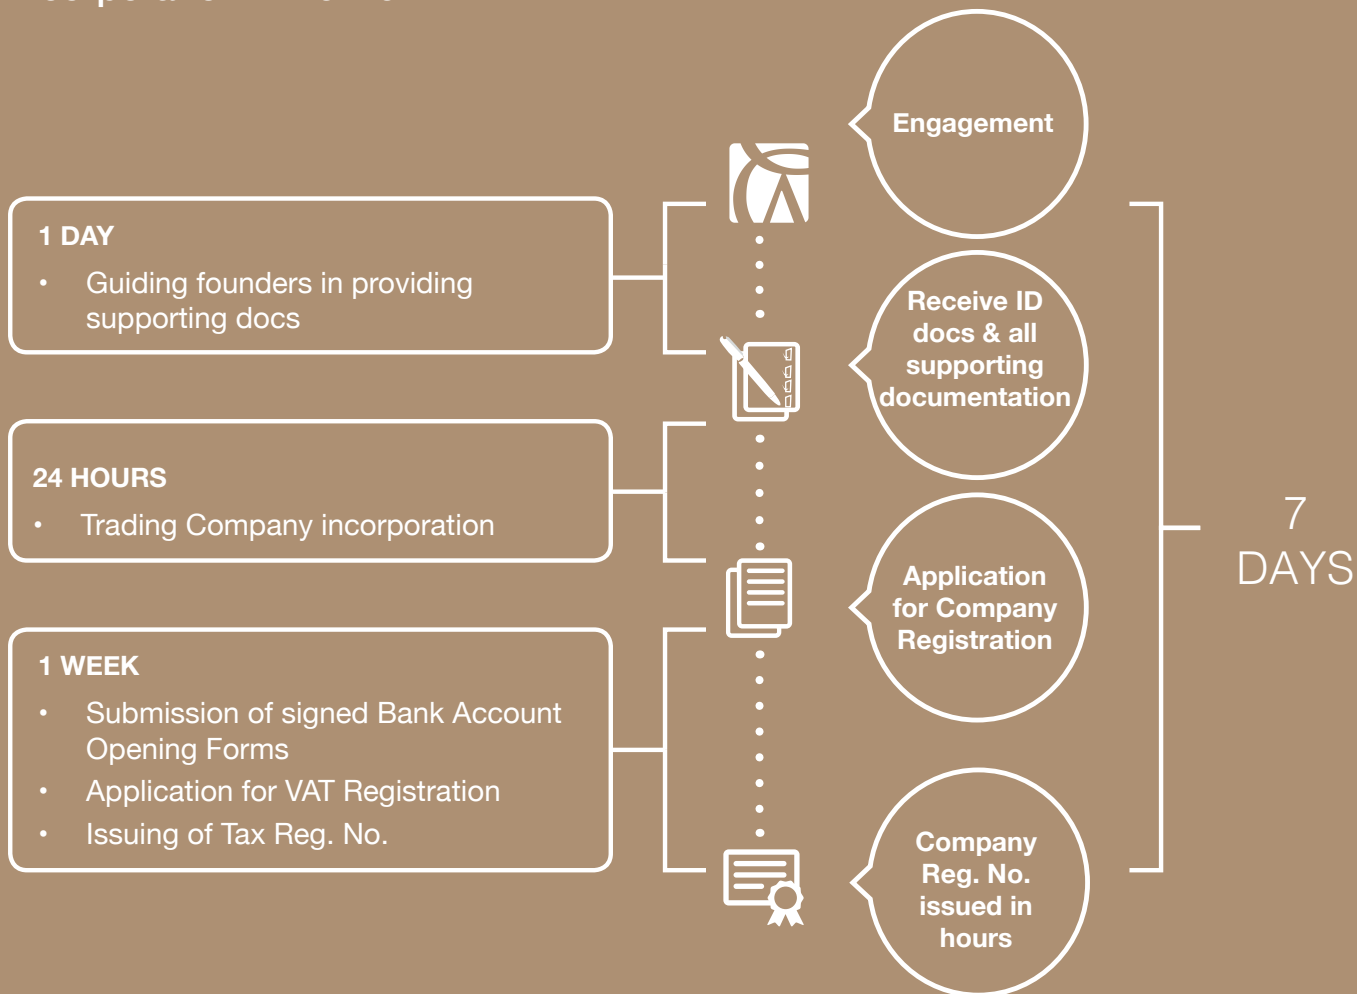 Engagement
1 DAY
• Guiding founders in providing
supporting docs
Receive ID
docs & all
supporting
documentation
24 HOURS
• Trading Company incorporation
Application
for Company
Registration
7
DAYS
1 WEEK
• Submission of signed Bank Account
Opening Forms
• Application for VAT Registration
• Issuing of Tax Reg. No.
Company
Reg. No.
issued in
hours